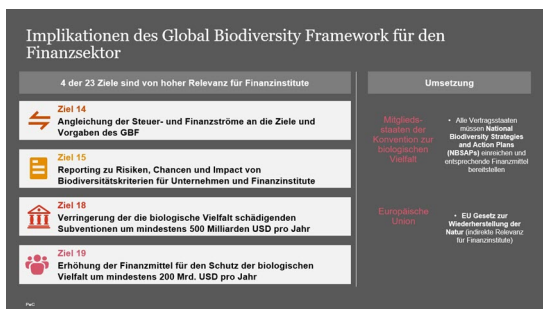 Implikationen des Global Biodiversity Framework für den
Finanzsektor
4 der 23 Ziele sind von hoher Relevanz für Finanzinstitute
Ziel 14
Angleichung der Steuer- und Finanzströme an die Ziele und
Vorgaben des GBF
Ziel 15
Reporting zu Risiken, Chancen und Impact von
Biodiversitätskriterien für Unternehmen und Finanzinstitute
Ziel 18
Verringerung der die biologische Vielfalt schädigenden
Subventionen um mindestens 500 Milliarden USD pro Jahr
Ziel 19
Erhöhung der Finanzmittel für den Schutz der biologischen
Vielfalt um mindestens 200 Mrd. USD pro Jahr
Umsetzung
Mitglieds-
staaten der
Konvention zur
biologischen
Vielfalt
• Alle Vertragsstaaten
müssen National
Biodiversity Strategies
and Action Plans
(NBSAPs) einreichen und
entsprechende Finanzmittel
bereitstellen
Europäische
Union
• EU Gesetz zur
Wiederherstellung der
Natur (indirekte Relevanz
für Finanzinstitute)
PwC